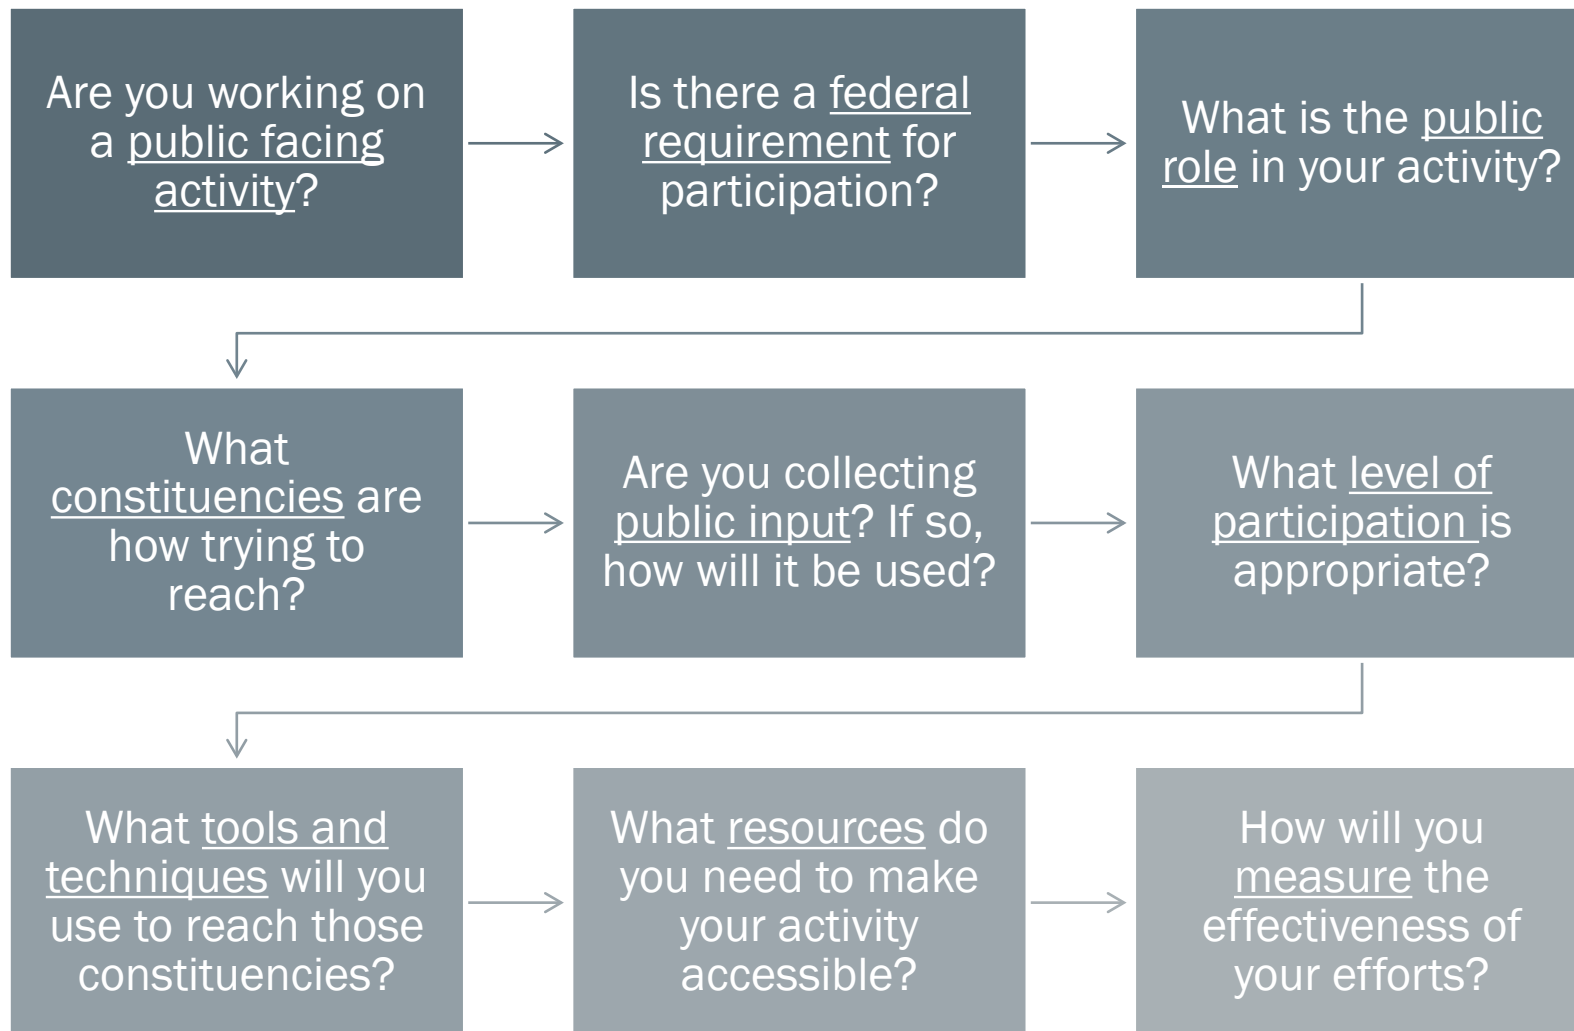 Are you working on
a public facing
activity?
Is there a federal
requirement for
participation?
What is the public
role in your activity?
What
constituencies are
how trying to
reach?
Are you collecting
public input? If so,
how will it be used?
What level of
participation is
appropriate?
What tools and
techniques will you
use to reach those
constituencies?
What resources do
you need to make
your activity
accessible?
How will you
measure the
effectiveness of
your efforts?